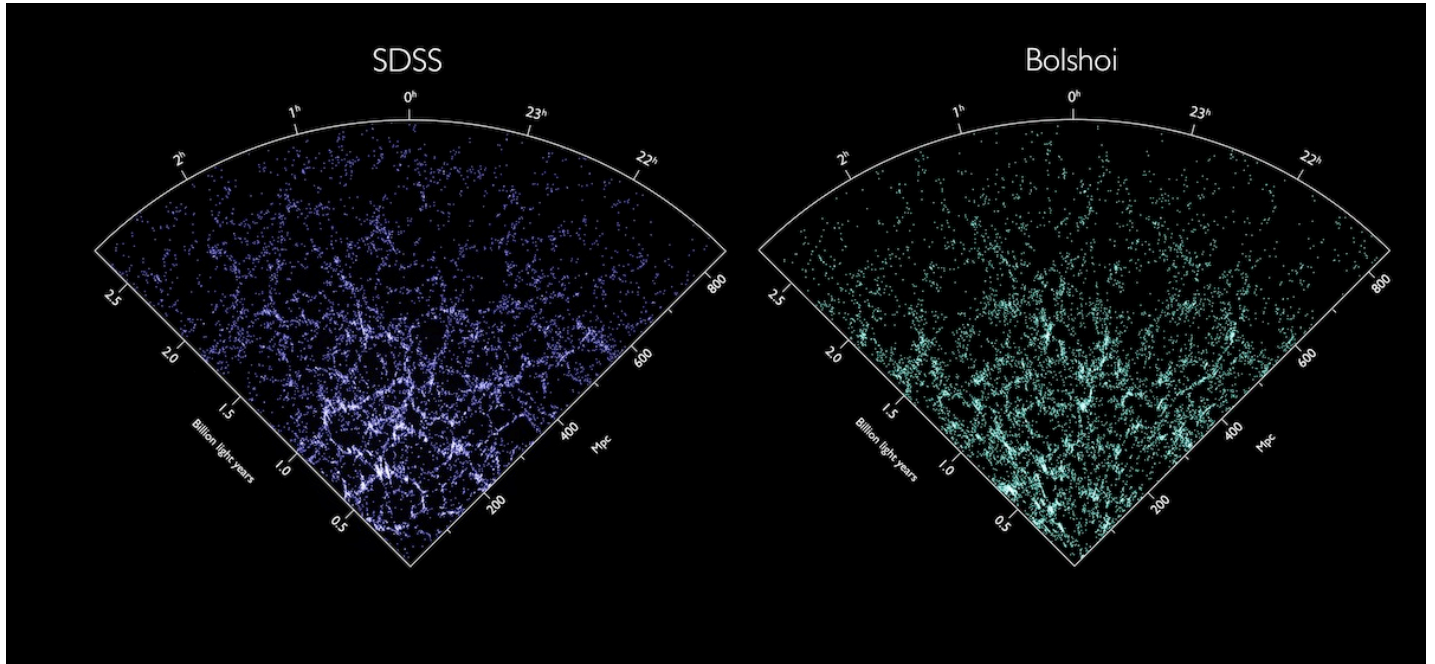 SDSS
2ʰ
1ʰ
0ʰ
23ʰ
22ʰ
2.5
2.0
1.5
1.0
0.5
Billion light years
800
600
400
200
Mpc
Bolshoi
2ʰ
1ʰ
0ʰ
23ʰ
22ʰ
2.5
2.0
1.5
1.0
0.5
Billion light years
800
600
400
200
Mpc